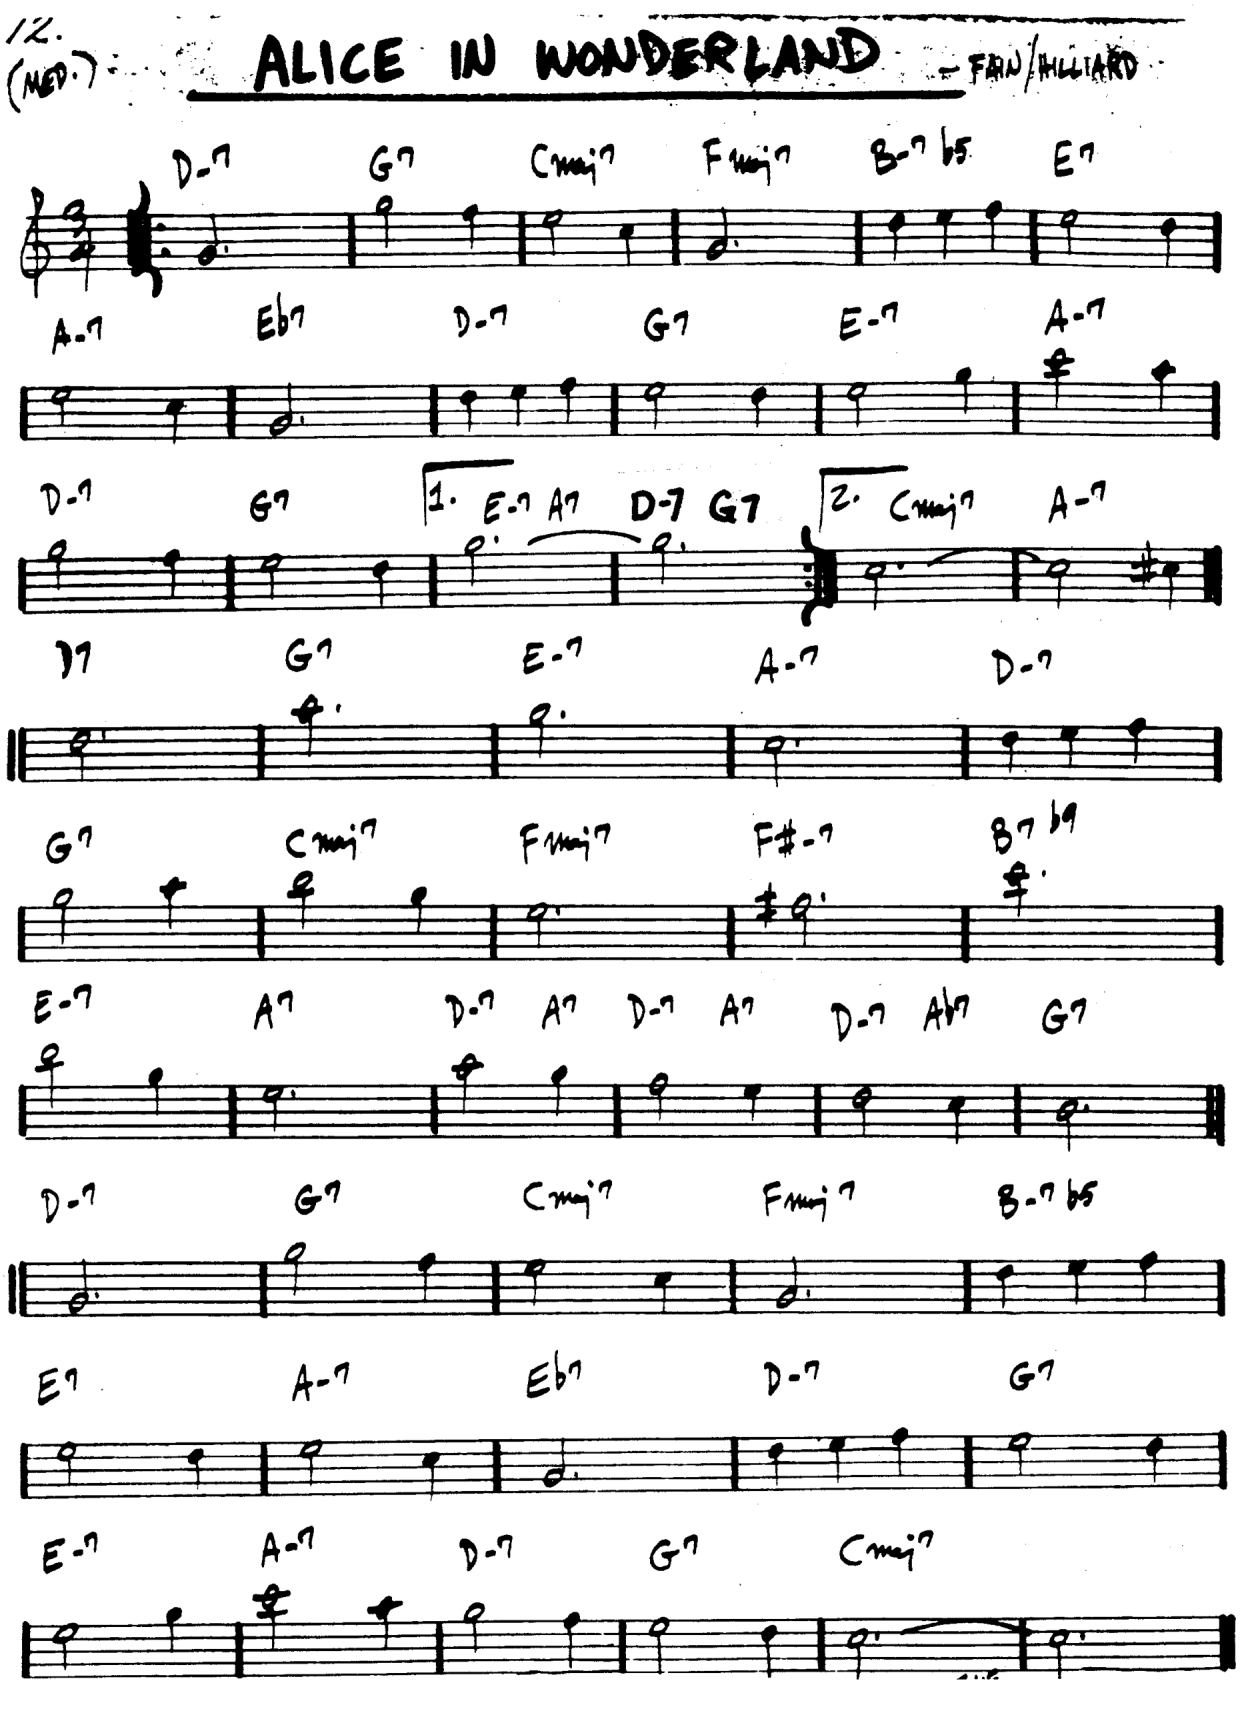 12.
(MED.) ALICE IN WONDERLAND - FAIN/HILLIARD
D-7 G7 Cmaj7 Fmaj7 B-7 b5 E7
3
4
A-7 Eb7 D-7 G7 E-7 A-7
D-7 G7 1. E-7 A7 D-7 G7 2. Cmaj7 A-7
D7 G7 E-7 A-7 D-7
G7 Cmaj7 Fmaj7 F#-7 B7 b9
E-7 A7 D-7 A7 D-7 A7 D-7 Ab7 G7
D-7 G7 Cmaj7 Fmaj7 B-7 b5
E7 A-7 Eb7 D-7 G7
E-7 A-7 D-7 G7 Cmaj7